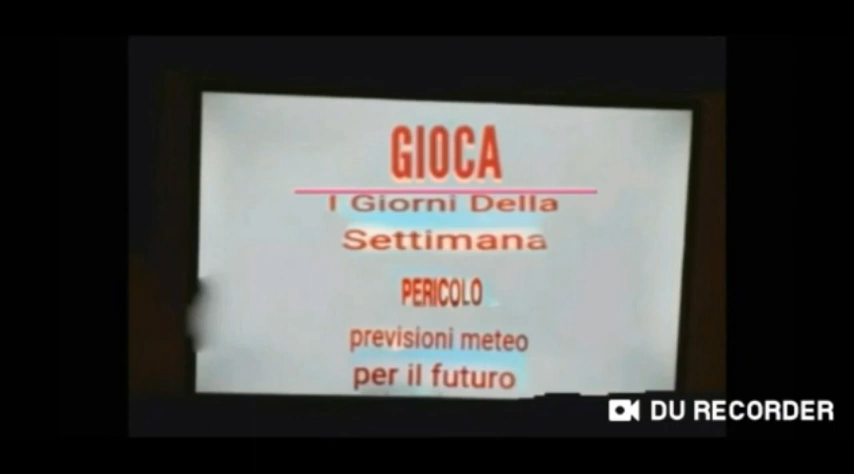 GIOCA
I Giorni Della
Settimana
PERICOLO
previsioni meteo
per il futuro
DU RECORDER